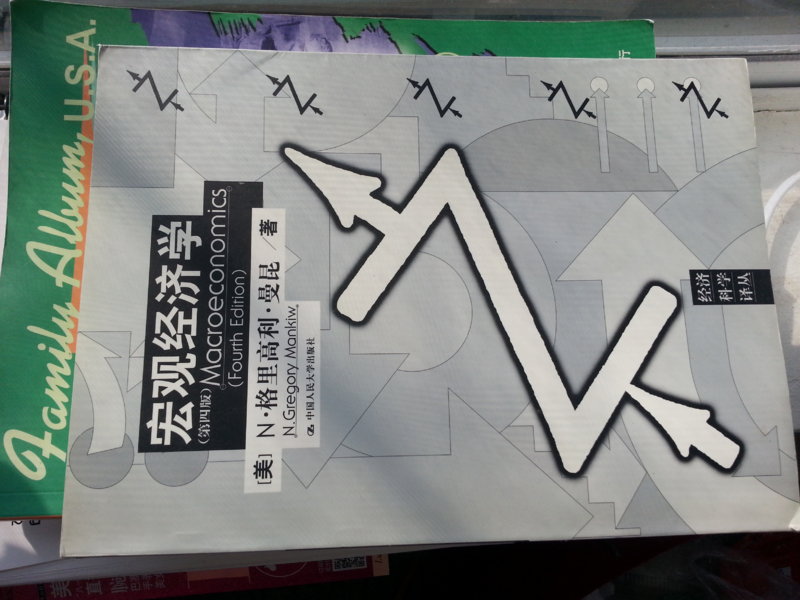 宏观经济学
(第四版) Macroeconomics
(Fourth Edition)
[美] N·格里高利·曼昆 / 著
N.Gregory Mankiw
中国人民大学出版社
经济
科学
译丛
Family Album, U.S.A.
行